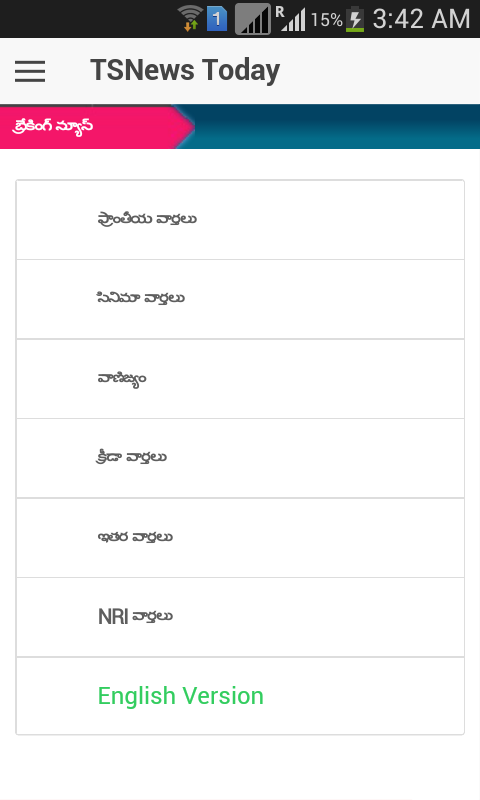 1 R 15% 3:42 AM
TSNews Today
బ్రేకింగ్ న్యూస్
ప్రాంతీయ వార్తలు
సినిమా వార్తలు
వాణిజ్యం
క్రీడా వార్తలు
ఇతర వార్తలు
NRI వార్తలు
English Version